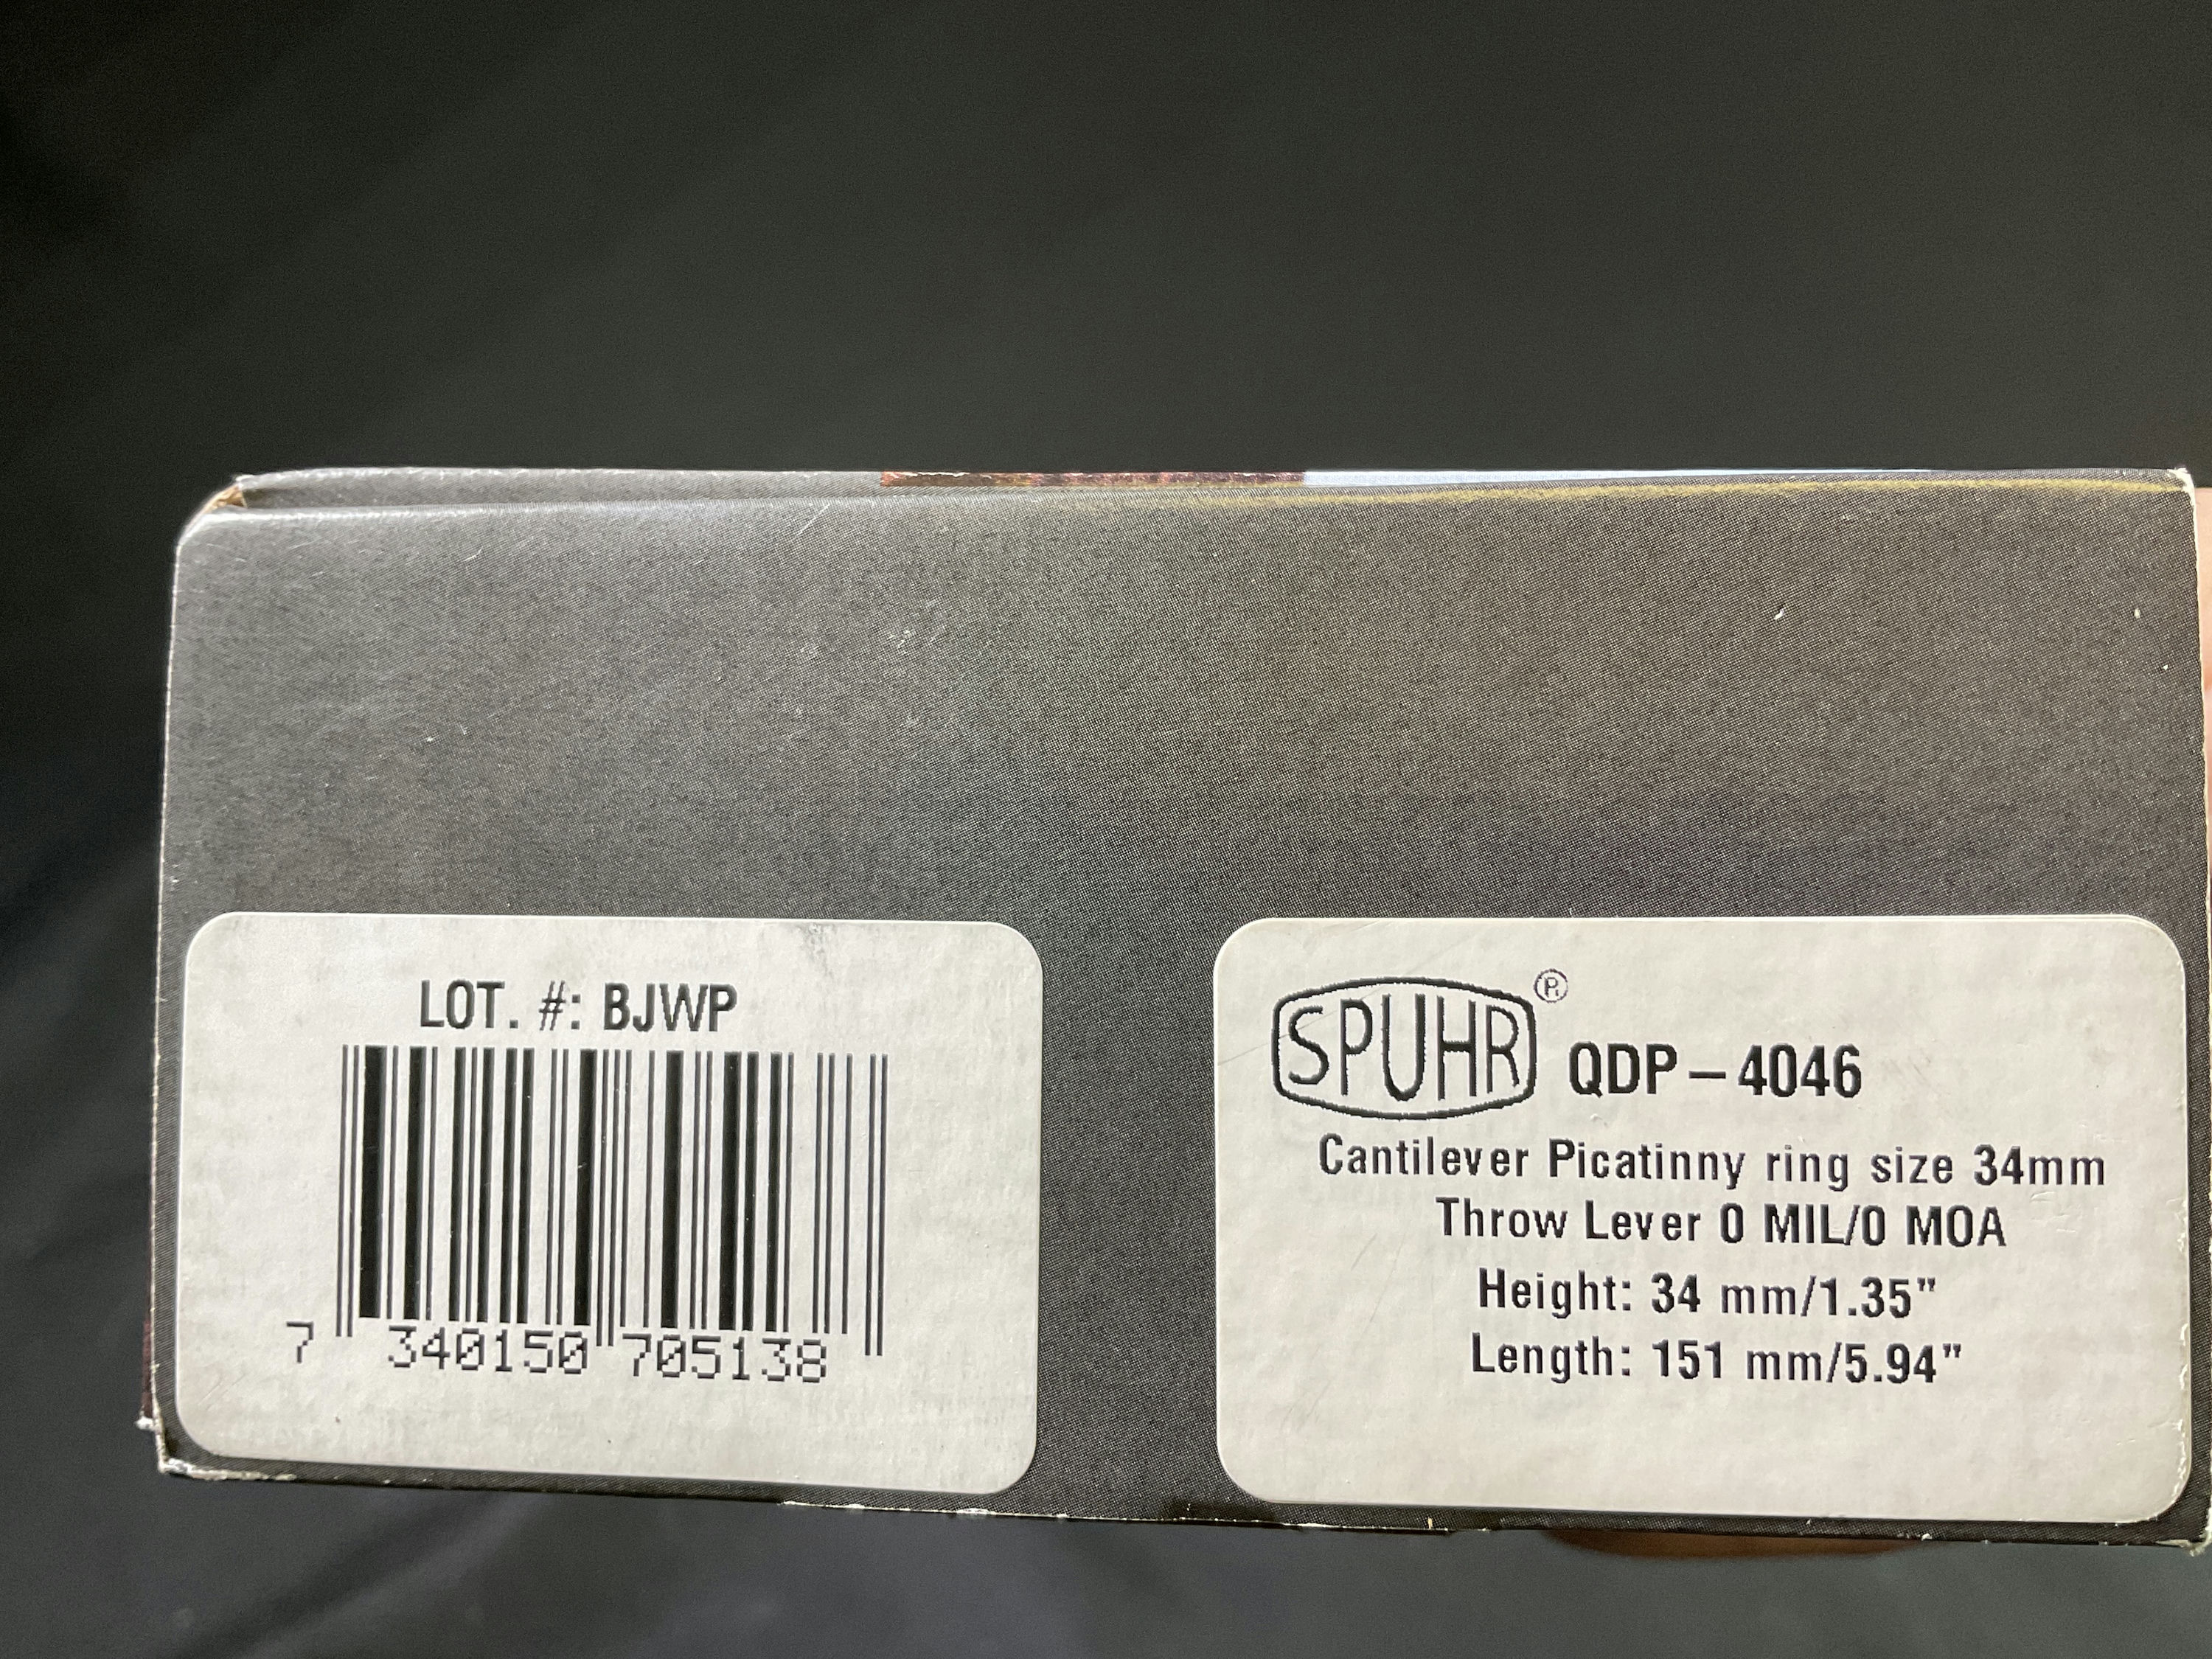 LOT. #: BJWP
7 340150 705138
SPUHR® QDP-4046
Cantilever Picatinny ring size 34mm
Throw Lever 0 MIL/0 MOA
Height: 34 mm/1.35"
Length: 151 mm/5.94"